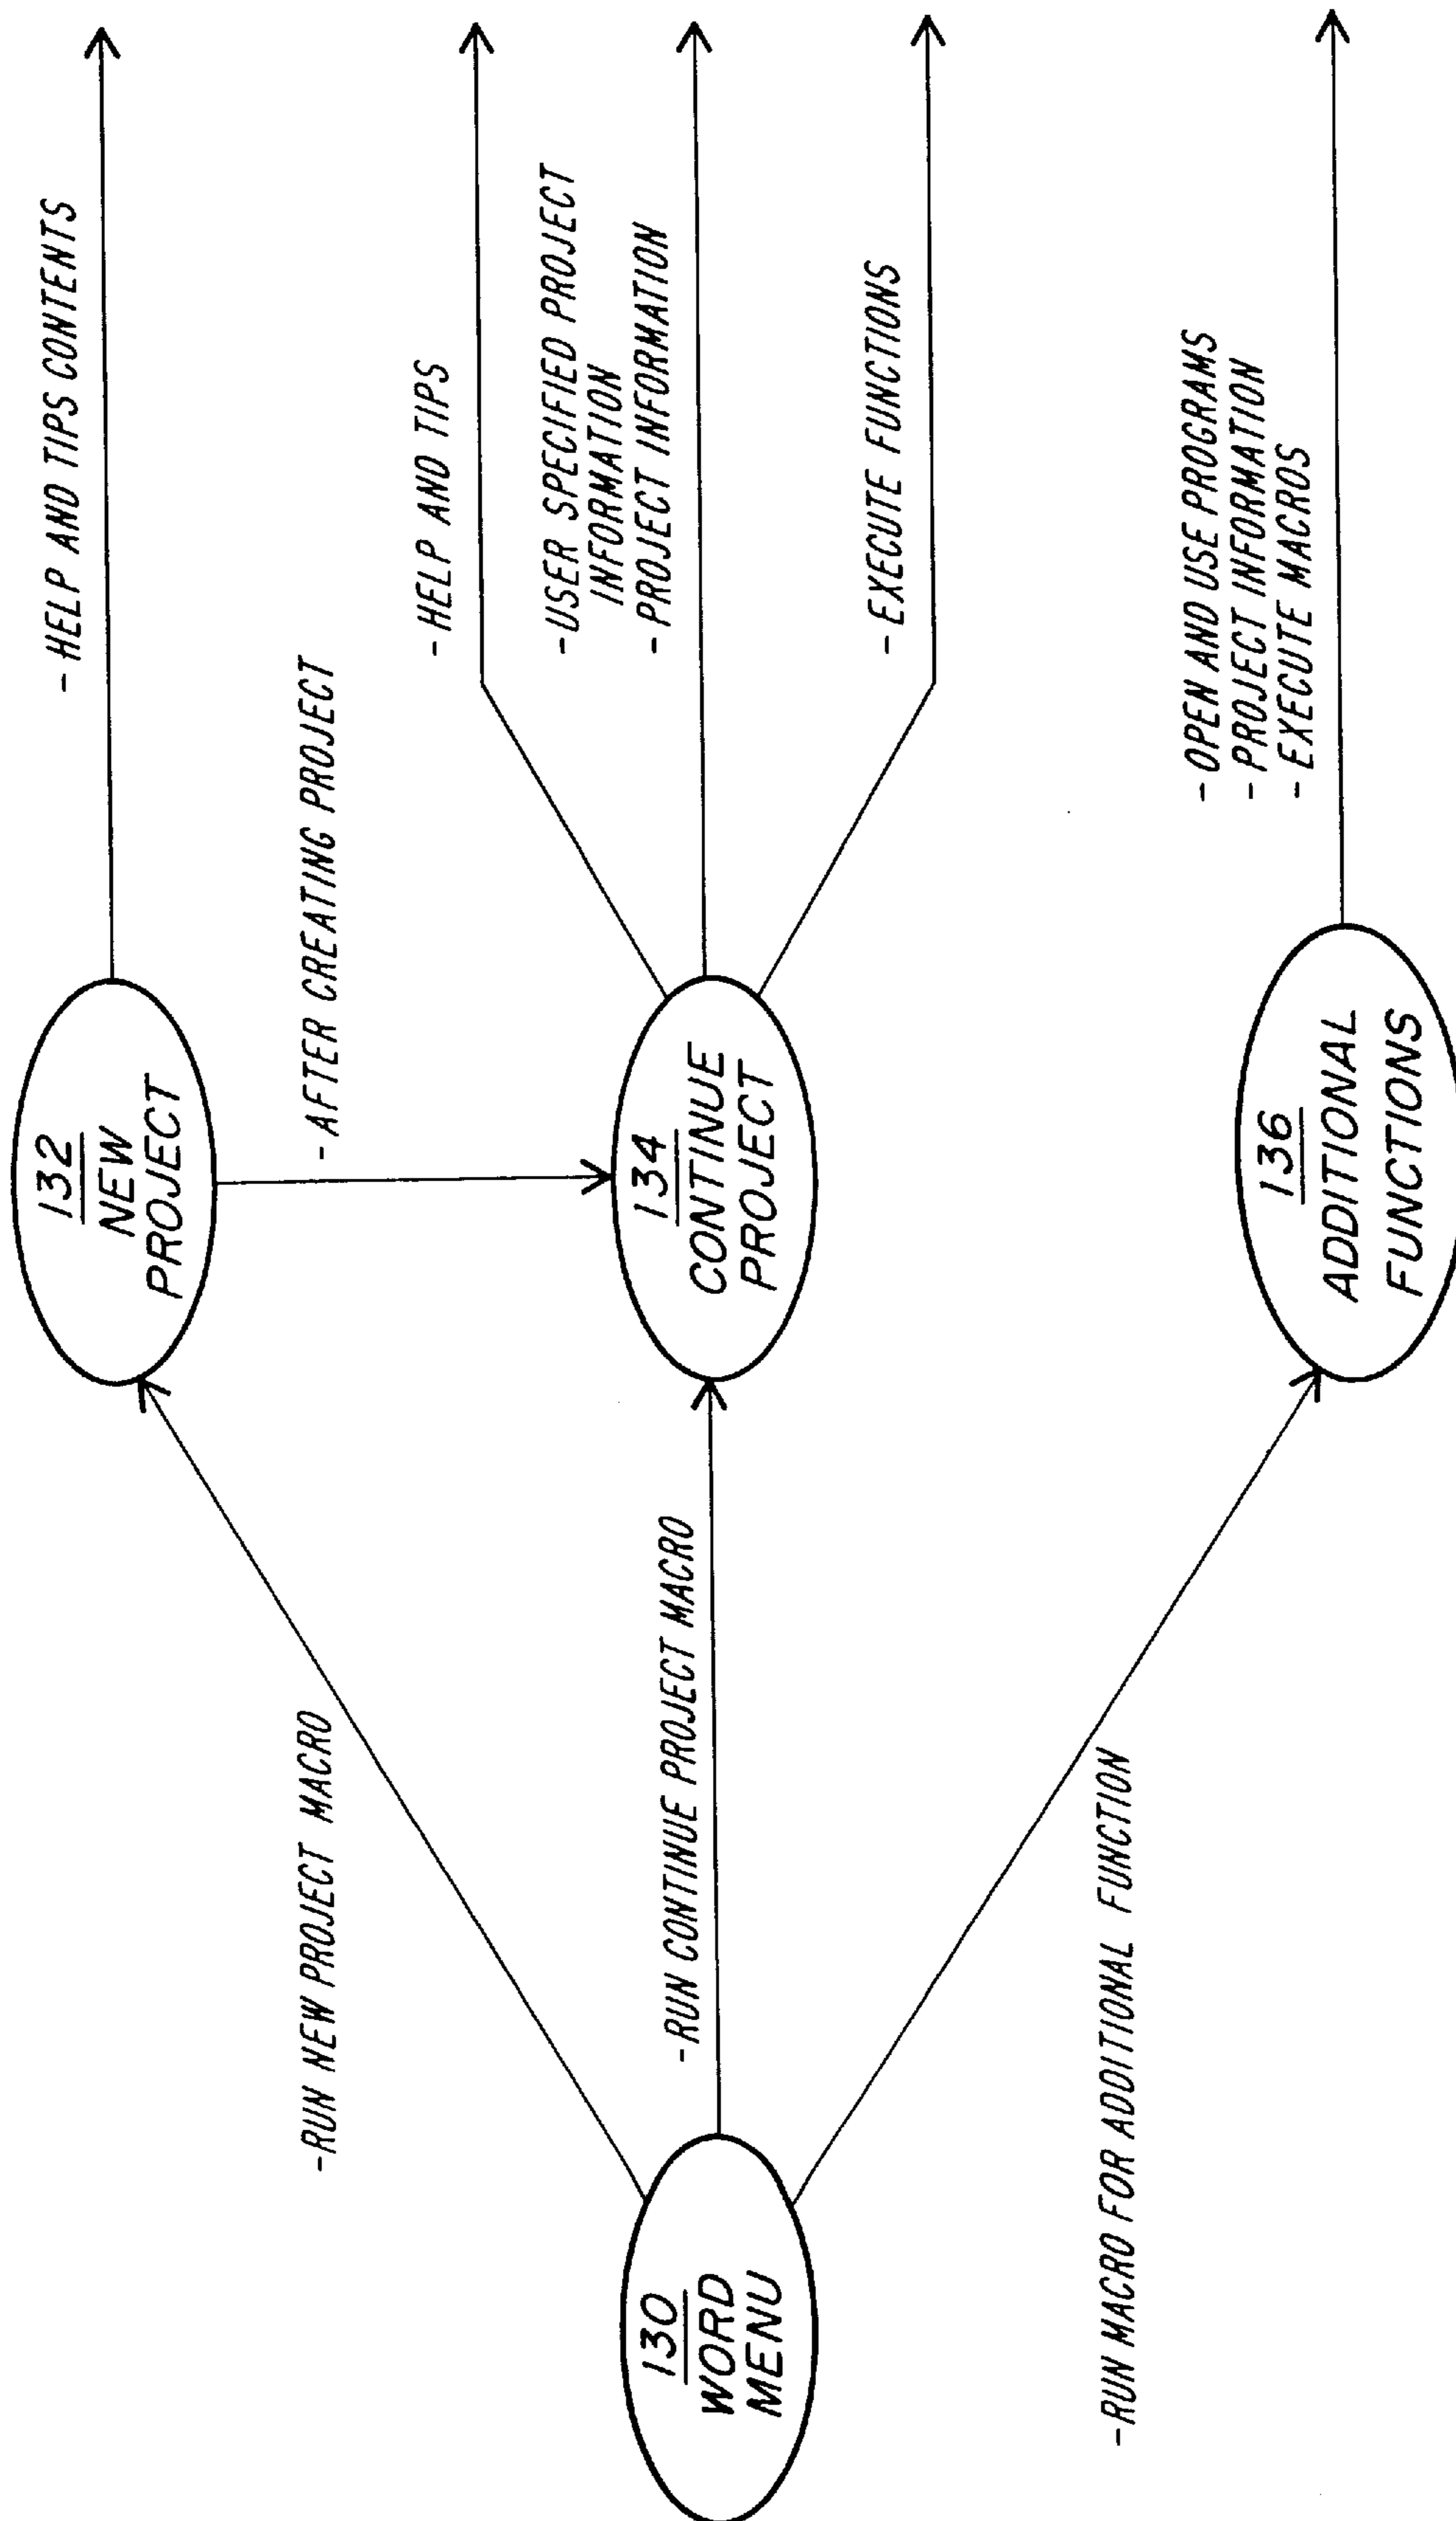 130
WORD
MENU
-RUN NEW PROJECT MACRO
-RUN CONTINUE PROJECT MACRO
-RUN MACRO FOR ADDITIONAL FUNCTION
132
NEW
PROJECT
-AFTER CREATING PROJECT
134
CONTINUE
PROJECT
136
ADDITIONAL
FUNCTIONS
-HELP AND TIPS CONTENTS
-HELP AND TIPS
-USER SPECIFIED PROJECT
INFORMATION
-PROJECT INFORMATION
-EXECUTE FUNCTIONS
-OPEN AND USE PROGRAMS
-PROJECT INFORMATION
-EXECUTE MACROS